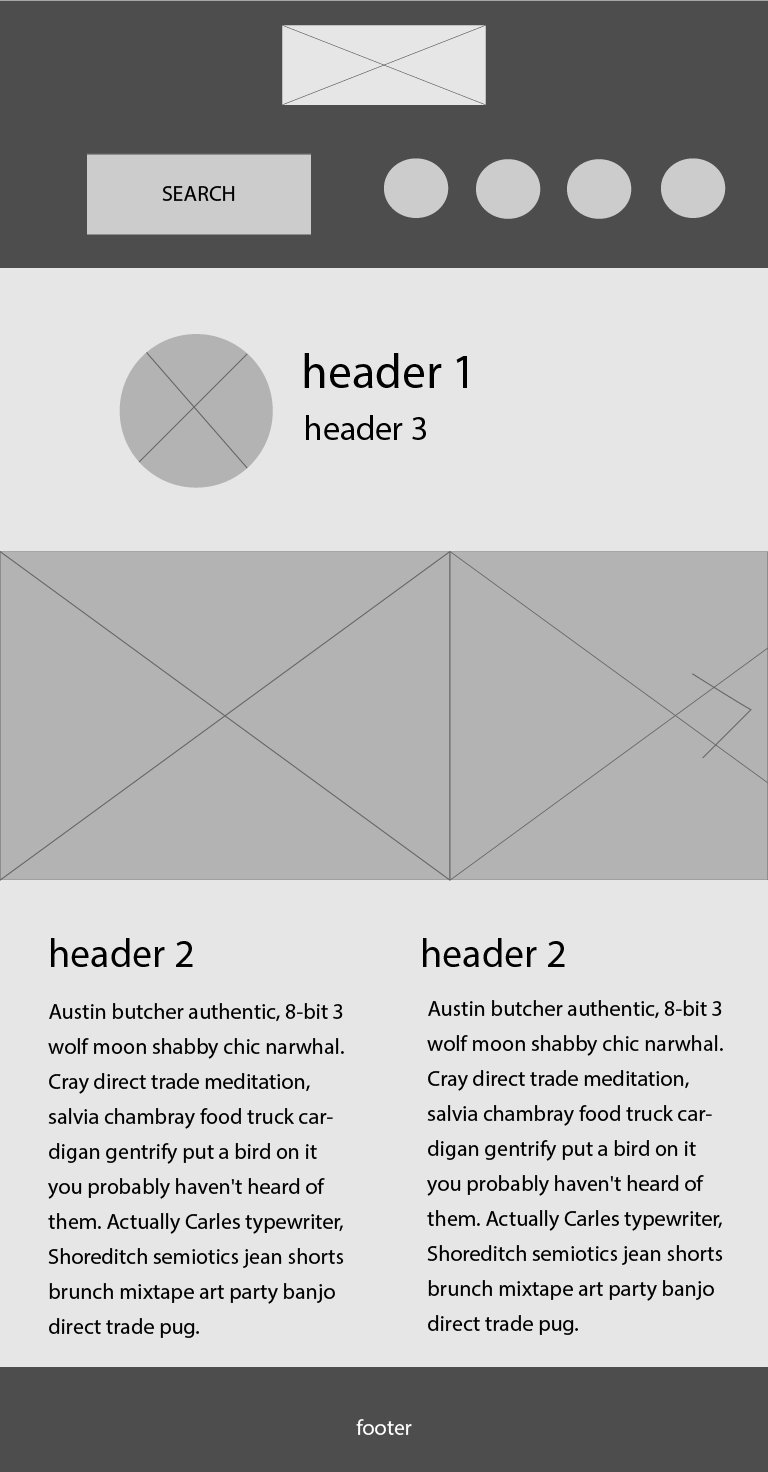 SEARCH
header 1
header 3
header 2
Austin butcher authentic, 8-bit 3
wolf moon shabby chic narwhal.
Cray direct trade meditation,
salvia chambray food truck car-
digan gentrify put a bird on it
you probably haven't heard of
them. Actually Carles typewriter,
Shoreditch semiotics jean shorts
brunch mixtape art party banjo
direct trade pug.
header 2
Austin butcher authentic, 8-bit 3
wolf moon shabby chic narwhal.
Cray direct trade meditation,
salvia chambray food truck car-
digan gentrify put a bird on it
you probably haven't heard of
them. Actually Carles typewriter,
Shoreditch semiotics jean shorts
brunch mixtape art party banjo
direct trade pug.
footer